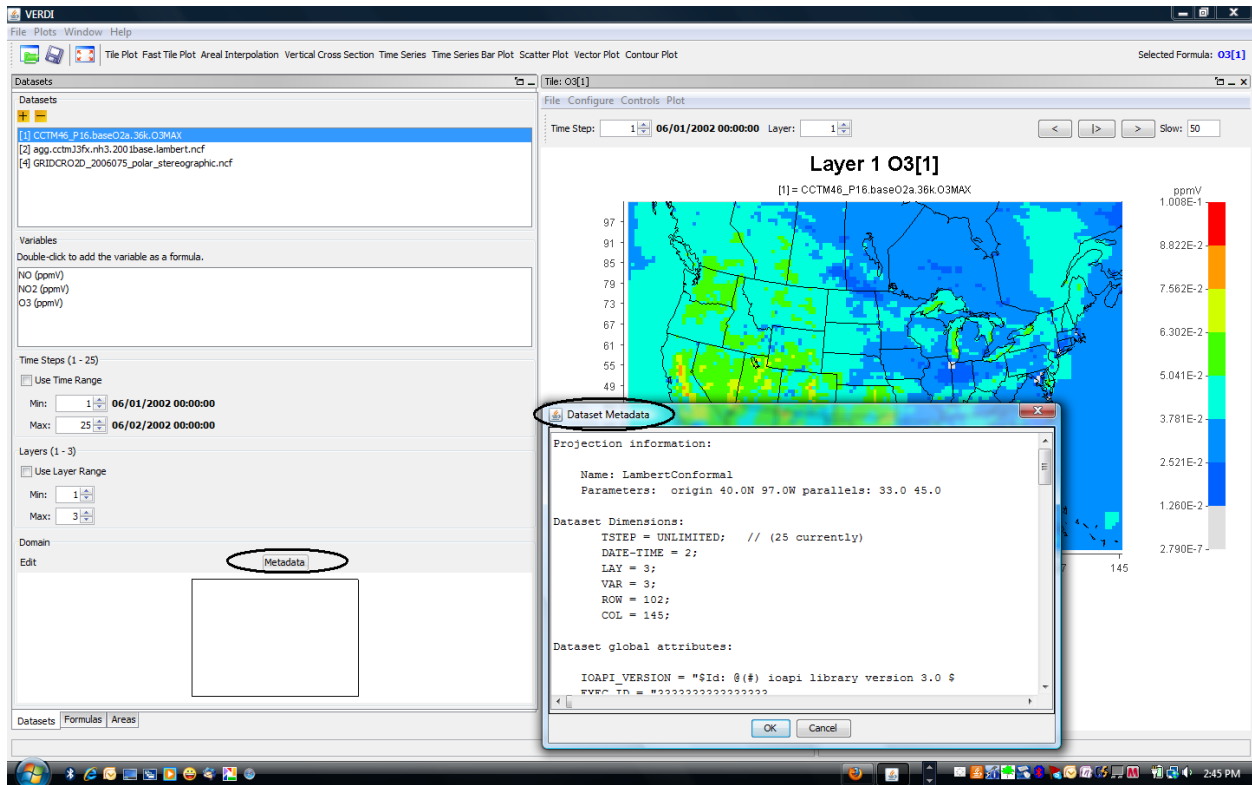 VERDI
File Plots Window Help
Tile Plot Fast Tile Plot Areal Interpolation Vertical Cross Section Time Series Time Series Bar Plot Scatter Plot Vector Plot Contour Plot
Selected Formula: O3[1]
Datasets
Datasets
[1] CCTM46_P16.baseO2a.36k.O3MAX
[2] agg.cctmJ3fx.nh3.2001base.lambert.ncf
[4] GRIDCRO2D_2006075_polar_stereographic.ncf
Variables
Double-click to add the variable as a formula.
NO (ppmV)
NO2 (ppmV)
O3 (ppmV)
Time Steps (1 - 25)
Use Time Range
Min: 1 06/01/2002 00:00:00
Max: 25 06/02/2002 00:00:00
Layers (1 - 3)
Use Layer Range
Min: 1
Max: 3
Domain
Edit
Metadata
Datasets Formulas Areas
Tile: O3[1]
File Configure Controls Plot
Time Step: 1 06/01/2002 00:00:00 Layer: 1
< |> > Slow: 50
Layer 1 O3[1]
[1] = CCTM46_P16.baseO2a.36k.O3MAX
97
91
85
79
73
67
61
55
49
7
145
ppmV
1.008E-1
8.822E-2
7.562E-2
6.302E-2
5.041E-2
3.781E-2
2.521E-2
1.260E-2
2.790E-7
Dataset Metadata
Projection information:
Name: LambertConformal
Parameters: origin 40.0N 97.0W parallels: 33.0 45.0
Dataset Dimensions:
TSTEP = UNLIMITED; // (25 currently)
DATE-TIME = 2;
LAY = 3;
VAR = 3;
ROW = 102;
COL = 145;
Dataset global attributes:
IOAPI_VERSION = "$Id: @(#) ioapi library version 3.0 $
EXEC_ID = "????????????????
OK Cancel
2:45 PM